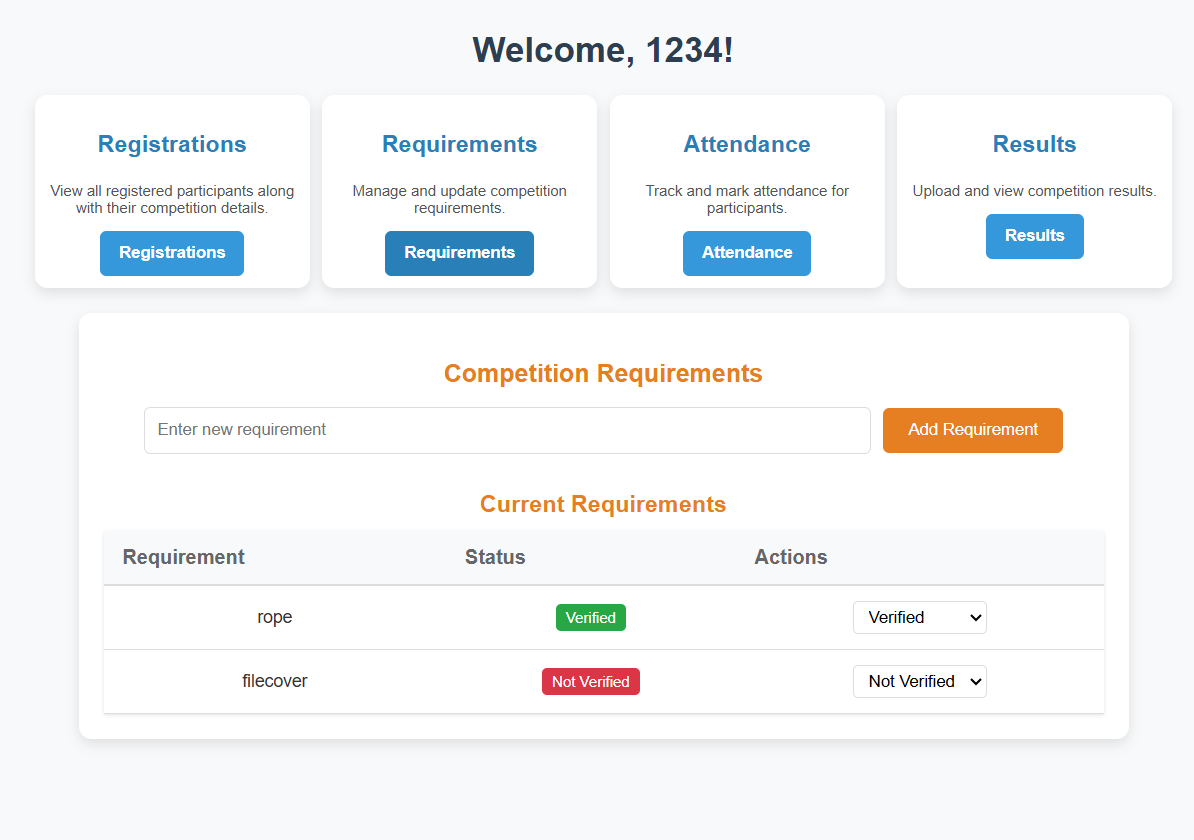 Welcome, 1234!
Registrations
View all registered participants along
with their competition details.
Registrations
Requirements
Manage and update competition
requirements.
Requirements
Attendance
Track and mark attendance for
participants.
Attendance
Results
Upload and view competition results.
Results
Competition Requirements
Enter new requirement
Add Requirement
Current Requirements
Requirement Status Actions
rope Verified Verified
filecover Not Verified Not Verified